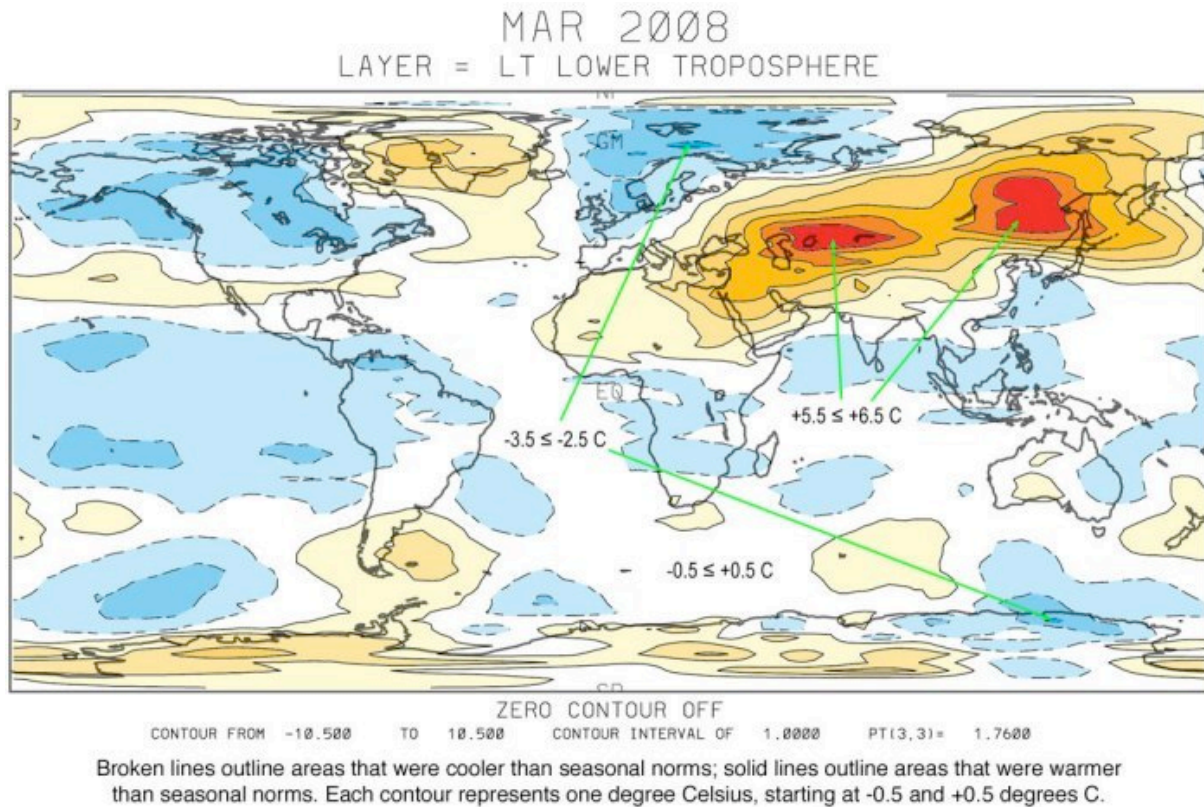 MAR 2008
LAYER = LT LOWER TROPOSPHERE
GM
EQ
+5.5 ≤ +6.5 C
-3.5 ≤ -2.5 C
-0.5 ≤ +0.5 C
ZERO CONTOUR OFF
CONTOUR FROM -10.500 TO 10.500 CONTOUR INTERVAL OF 1.0000 PT(3,3)= 1.7600
Broken lines outline areas that were cooler than seasonal norms; solid lines outline areas that were warmer
than seasonal norms. Each contour represents one degree Celsius, starting at -0.5 and +0.5 degrees C.